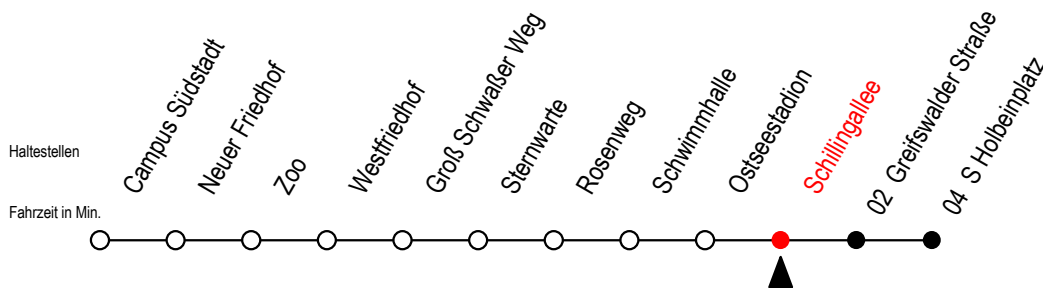 Haltestellen
Fahrzeit in Min.
Campus Südstadt
Neuer Friedhof
Zoo
Westfriedhof
Groß Schwaßer Weg
Sternwarte
Rosenweg
Schwimmhalle
Ostseestadion
Schillingallee
02 Greifswalder Straße
04 S Holbeinplatz